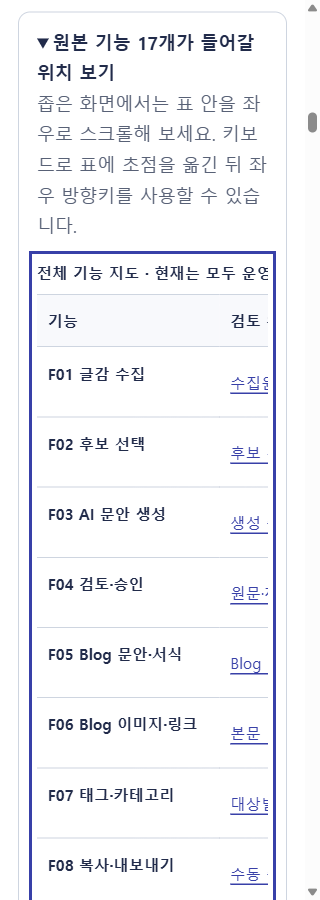 ▼원본 기능 17개가 들어갈
위치 보기
좁은 화면에서는 표 안을 좌
우로 스크롤해 보세요. 키보
드로 표에 초점을 옮긴 뒤 좌
우 방향키를 사용할 수 있습
니다.
전체 기능 지도 · 현재는 모두 운영
기능 검토
F01 글감 수집
F02 후보 선택 후보
F03 AI 문안 생성 생성
F04 검토·승인 원문·
F05 Blog 문안·서식 Blog
F06 Blog 이미지·링크 본문
F07 태그·카테고리
F08 복사·내보내기 수동